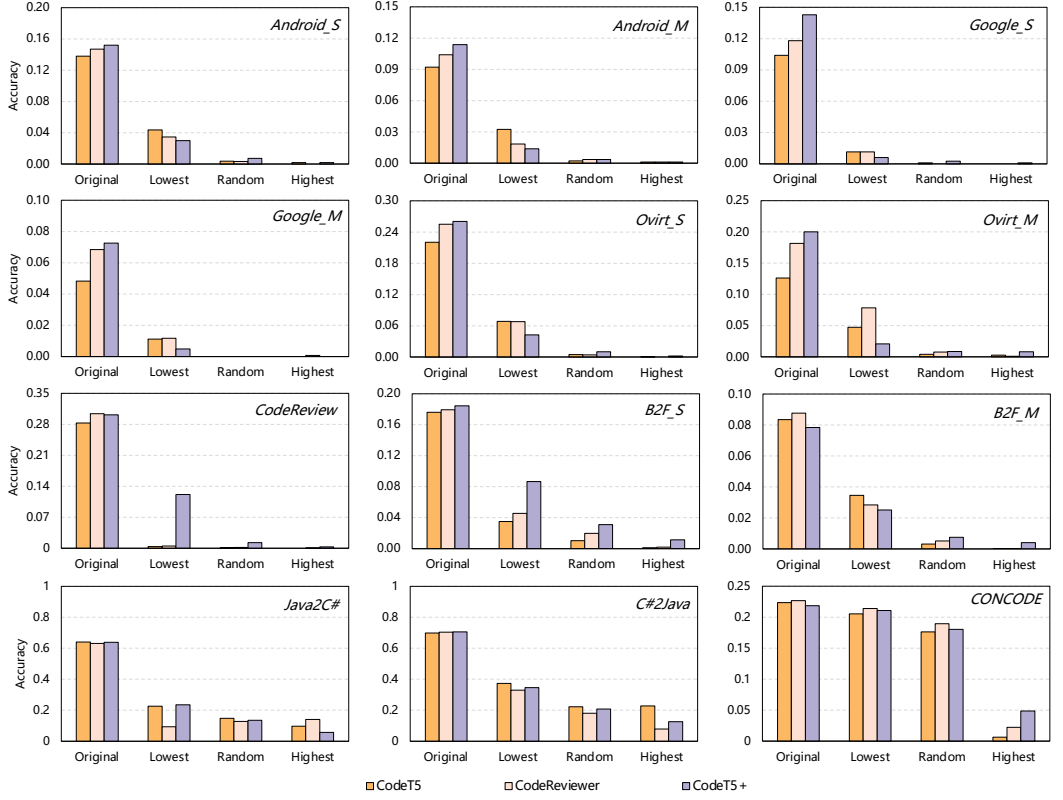 Android_S
Accuracy
0.20
0.16
0.12
0.08
0.04
0.00
Original Lowest Random Highest
Android_M
0.15
0.12
0.09
0.06
0.03
0.00
Original Lowest Random Highest
Google_S
0.15
0.12
0.09
0.06
0.03
0.00
Original Lowest Random Highest
Google_M
Accuracy
0.10
0.08
0.06
0.04
0.02
0.00
Original Lowest Random Highest
Ovirt_S
0.30
0.24
0.18
0.12
0.06
0.00
Original Lowest Random Highest
Ovirt_M
0.25
0.20
0.15
0.10
0.05
0.00
Original Lowest Random Highest
CodeReview
Accuracy
0.35
0.28
0.21
0.14
0.07
0
Original Lowest Random Highest
B2F_S
0.20
0.16
0.12
0.08
0.04
0.00
Original Lowest Random Highest
B2F_M
0.10
0.08
0.06
0.04
0.02
0.00
Original Lowest Random Highest
Java2C#
Accuracy
1
0.8
0.6
0.4
0.2
0
Original Lowest Random Highest
C#2Java
1
0.8
0.6
0.4
0.2
0
Original Lowest Random Highest
CONCODE
0.25
0.2
0.15
0.1
0.05
0
Original Lowest Random Highest
CodeT5 CodeReviewer CodeT5+